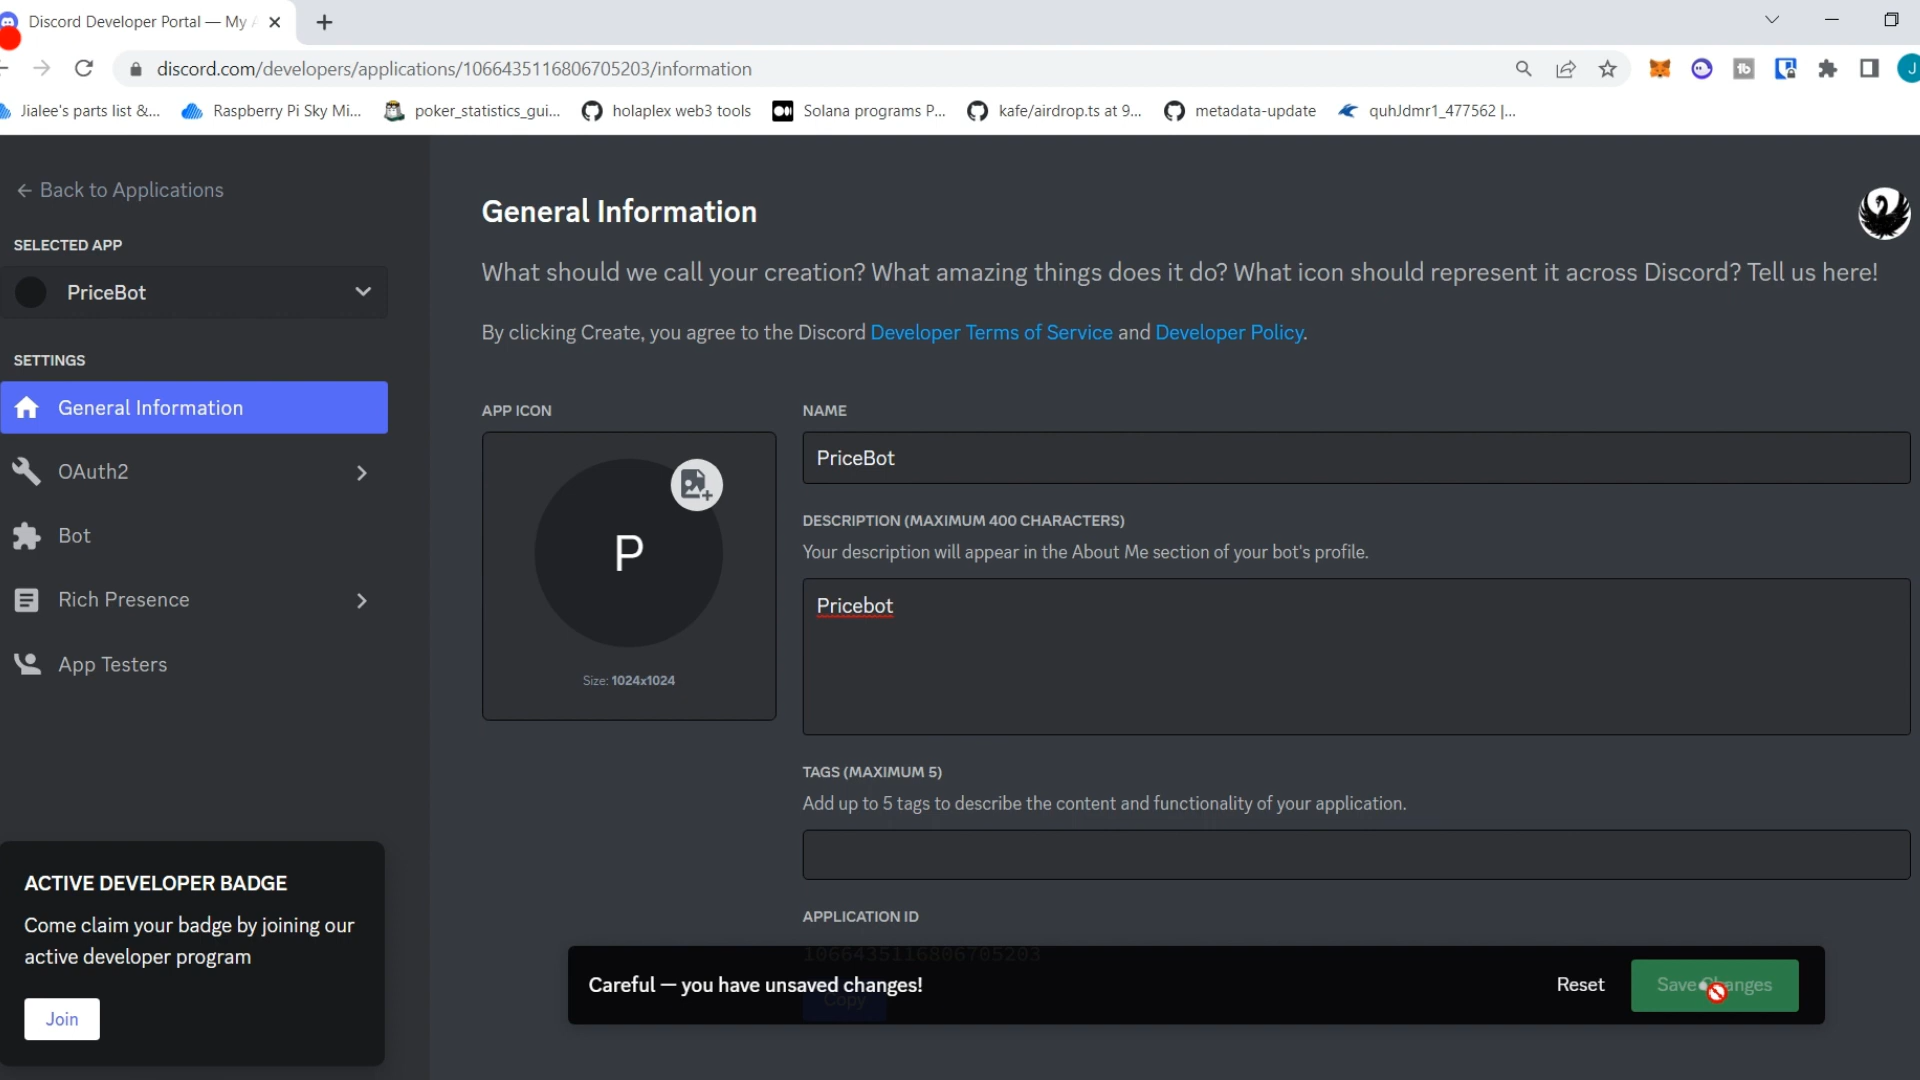 Discord Developer Portal — My A
discord.com/developers/applications/1066435116806705203/information
Jialee's parts list &...
Raspberry Pi Sky Mi...
poker_statistics_gui...
holaplex web3 tools
Solana programs P...
kafe/airdrop.ts at 9...
metadata-update
quhJdmr1_477562 |...
Back to Applications
SELECTED APP
PriceBot
SETTINGS
General Information
OAuth2
Bot
Rich Presence
App Testers
ACTIVE DEVELOPER BADGE
Come claim your badge by joining our
active developer program
Join
General Information
What should we call your creation? What amazing things does it do? What icon should represent it across Discord? Tell us here!
By clicking Create, you agree to the Discord Developer Terms of Service and Developer Policy.
APP ICON
P
Size: 1024x1024
NAME
PriceBot
DESCRIPTION (MAXIMUM 400 CHARACTERS)
Your description will appear in the About Me section of your bot's profile.
Pricebot
TAGS (MAXIMUM 5)
Add up to 5 tags to describe the content and functionality of your application.
APPLICATION ID
1066435116806705203
Copy
Careful — you have unsaved changes!
Reset
Save Changes